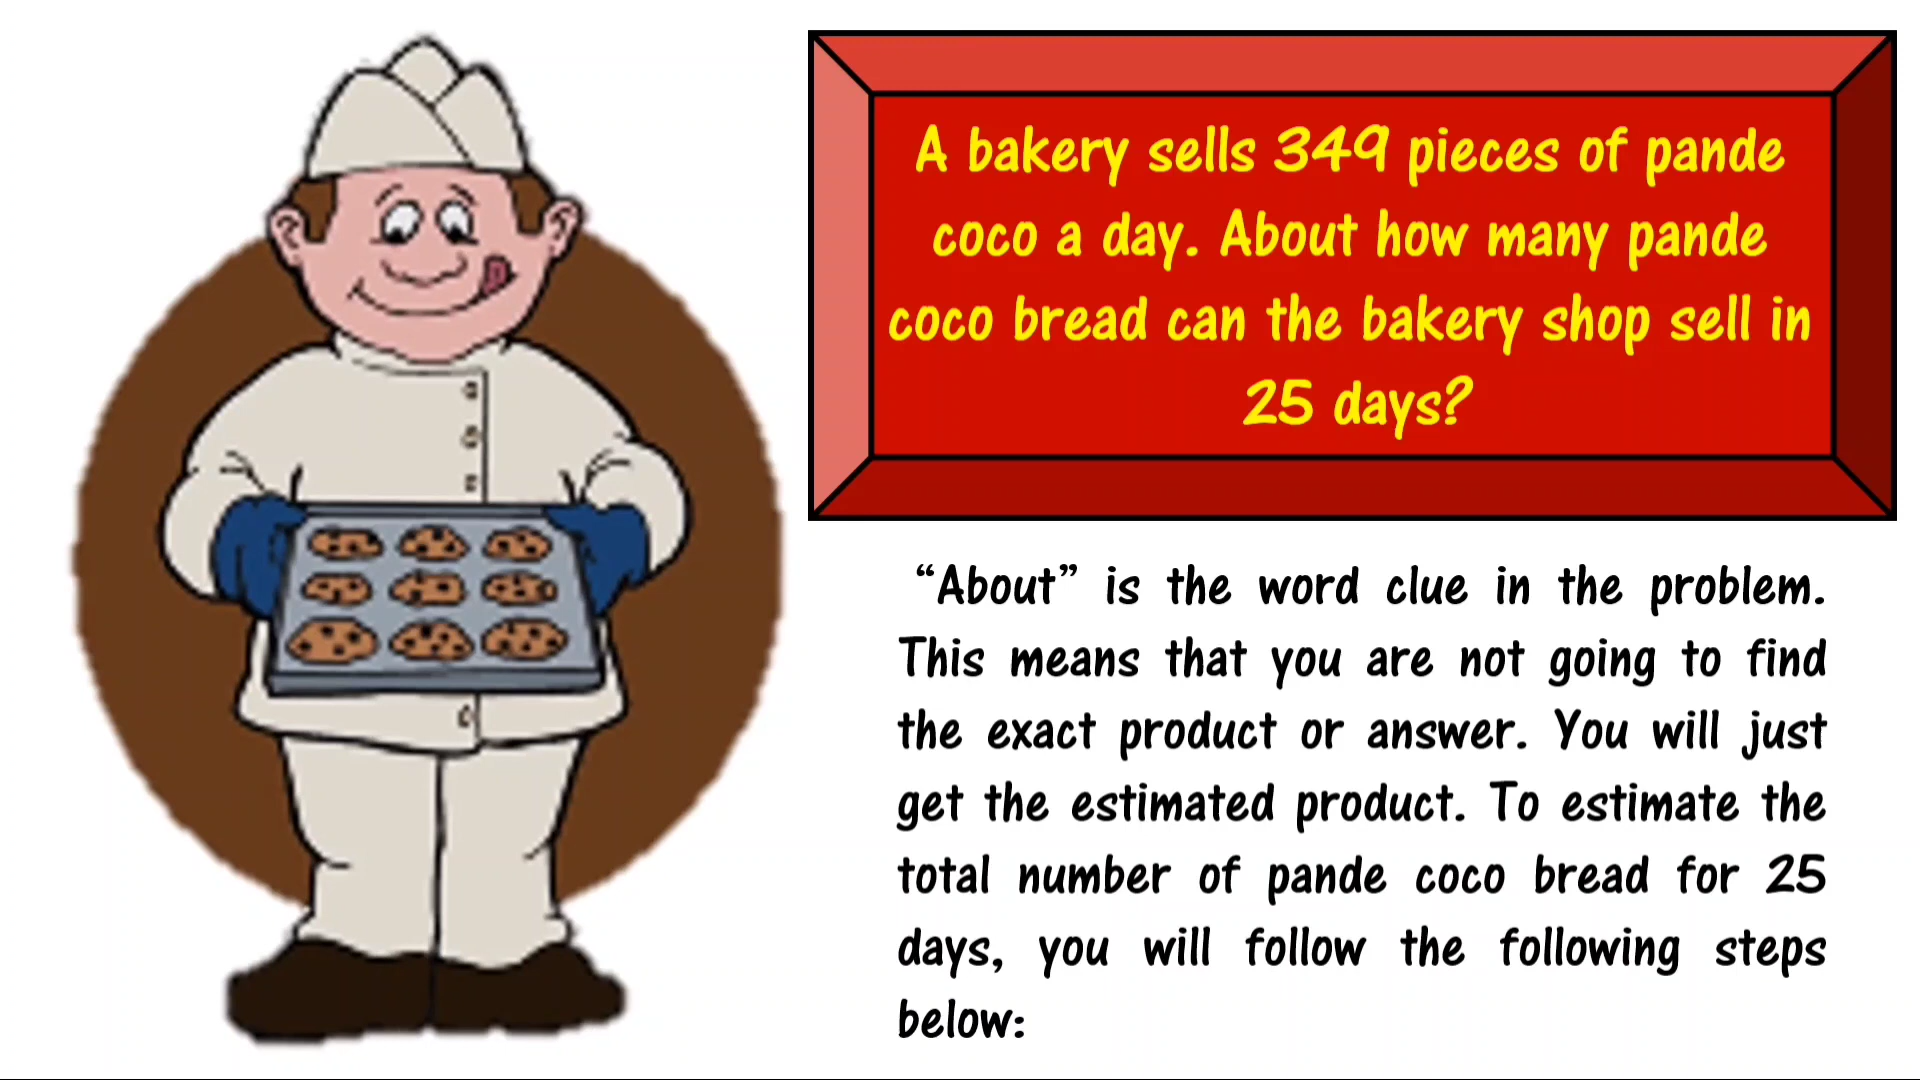 A bakery sells 349 pieces of pande
coco a day. About how many pande
coco bread can the bakery shop sell in
25 days?
“About” is the word clue in the problem.
This means that you are not going to find
the exact product or answer. You will just
get the estimated product. To estimate the
total number of pande coco bread for 25
days, you will follow the following steps
below: